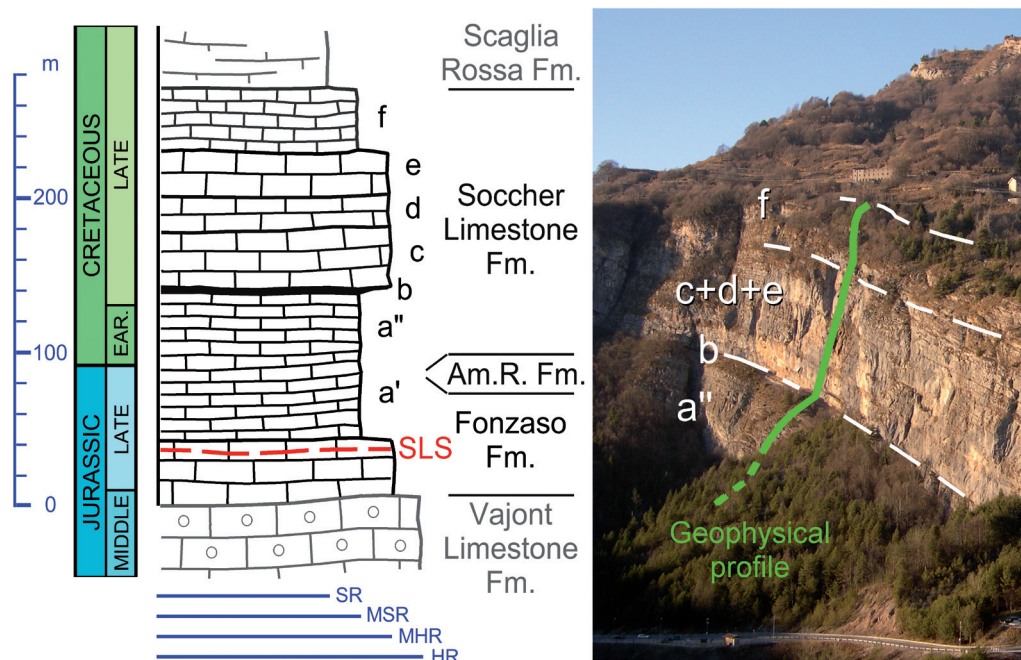 m
200
100
0
CRETACEOUS
LATE
EAR.
JURASSIC
LATE
MIDDLE
f
e
d
c
b
a"
a'
SLS
Scaglia
Rossa Fm.
Soccher
Limestone
Fm.
Am.R. Fm.
Fonzaso
Fm.
Vajont
Limestone
Fm.
SR
MSR
MHR
HR
f
c+d+e
b
a"
Geophysical
profile